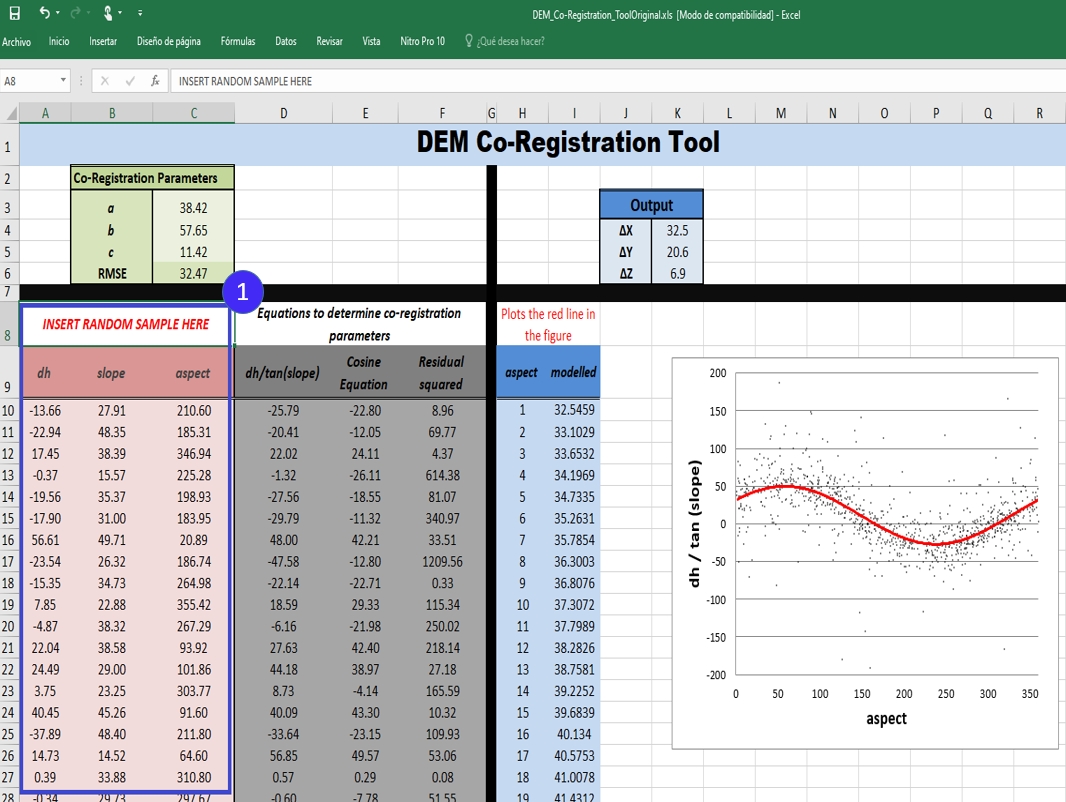 DEM_Co-Registration_ToolOriginal.xls [Modo de compatibilidad] - Excel
Archivo Inicio Insertar Diseño de página Fórmulas Datos Revisar Vista Nitro Pro 10 ¿Qué desea hacer?
A8 fx INSERT RANDOM SAMPLE HERE
A B C D E F G H I J K L M N O P Q R
1 DEM Co-Registration Tool
2 Co-Registration Parameters
3 a 38.42 Output
4 b 57.65 ΔX 32.5
5 c 11.42 ΔY 20.6
6 RMSE 32.47 ΔZ 6.9
7
1
8 INSERT RANDOM SAMPLE HERE Equations to determine co-registration parameters Plots the red line in the figure
9 dh slope aspect dh/tan(slope) Cosine Equation Residual squared aspect modelled
10 -13.66 27.91 210.60 -25.79 -22.80 8.96 1 32.5459
11 -22.94 48.35 185.31 -20.41 -12.05 69.77 2 33.1029
12 17.45 38.39 346.94 22.02 24.11 4.37 3 33.6532
13 -0.37 15.57 225.28 -1.32 -26.11 614.38 4 34.1969
14 -19.56 35.37 198.93 -27.56 -18.55 81.07 5 34.7335
15 -17.90 31.00 183.95 -29.79 -11.32 340.97 6 35.2631
16 56.61 49.71 20.89 48.00 42.21 33.51 7 35.7854
17 -23.54 26.32 186.74 -47.58 -12.80 1209.56 8 36.3003
18 -15.35 34.73 264.98 -22.14 -22.71 0.33 9 36.8076
19 7.85 22.88 355.42 18.59 29.33 115.34 10 37.3072
20 -4.87 38.32 267.29 -6.16 -21.98 250.02 11 37.7989
21 22.04 38.58 93.92 27.63 42.40 218.14 12 38.2826
22 24.49 29.00 101.86 44.18 38.97 27.18 13 38.7581
23 3.75 23.25 303.77 8.73 -4.14 165.59 14 39.2252
24 40.45 45.26 91.60 40.09 43.30 10.32 15 39.6839
25 -37.89 48.40 211.80 -33.64 -23.15 109.93 16 40.134
26 14.73 14.52 64.60 56.85 49.57 53.06 17 40.5753
27 0.39 33.88 310.80 0.57 0.29 0.08 18 41.0078
28 -0.34 29.73 297.67 -0.60 -7.78 51.55 19 41.4312
dh / tan (slope)
200
150
100
50
0
-50
-100
-150
-200
0 50 100 150 200 250 300 350
aspect